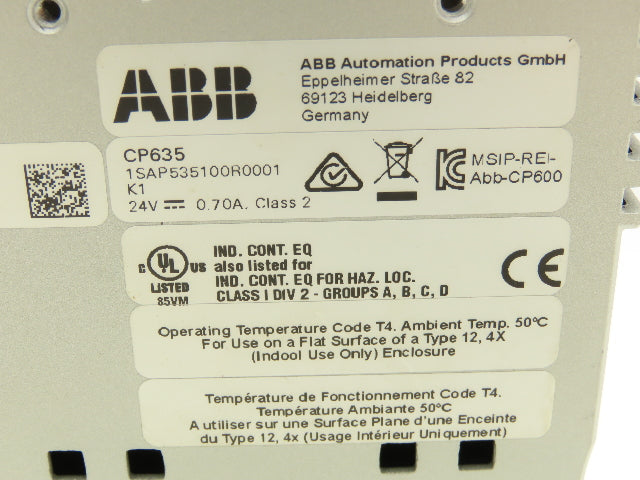 ABB
ABB Automation Products GmbH
Eppelheimer Straße 82
69123 Heidelberg
Germany
CP635
1SAP535100R0001
K1
24V ⎓ 0.70A. Class 2
MSIP-REI-
Abb-CP600
C UL US
LISTED
85VM
IND. CONT. EQ
also listed for
IND. CONT. EQ FOR HAZ. LOC.
CLASS I DIV 2 - GROUPS A, B, C, D
CE
Operating Temperature Code T4. Ambient Temp. 50°C
For Use on a Flat Surface of a Type 12, 4X
(Indool Use Only) Enclosure
Température de Fonctionnement Code T4.
Température Ambiante 50°C
A utiliser sur une Surface Plane d'une Enceinte
du Type 12, 4x (Usage Intérieur Uniquement)